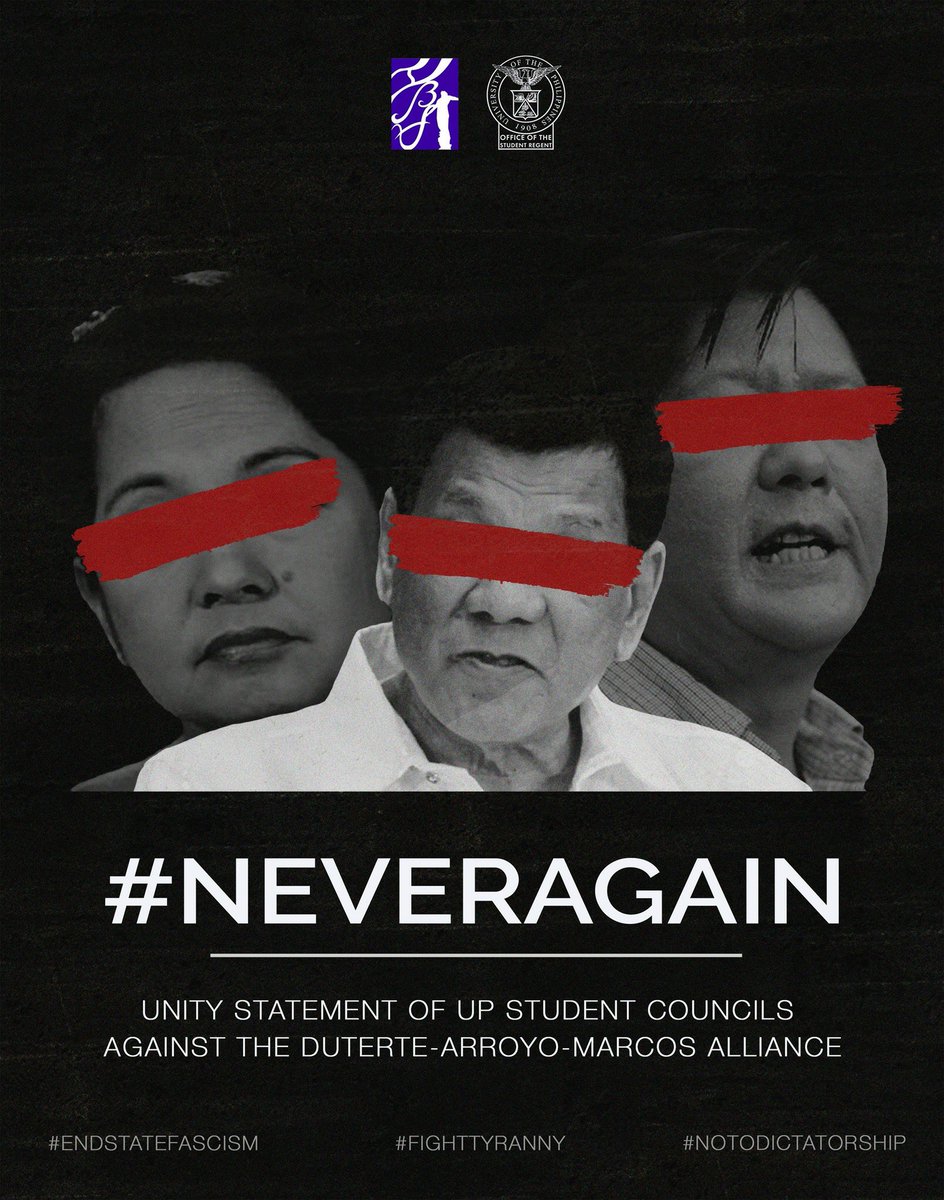 UNIVERSITY OF THE PHILIPPINES
1908
OFFICE OF THE
STUDENT REGENT
#NEVERAGAIN
UNITY STATEMENT OF UP STUDENT COUNCILS
AGAINST THE DUTERTE-ARROYO-MARCOS ALLIANCE
#ENDSTATEFASCISM #FIGHTTYRANNY #NOTODICTATORSHIP